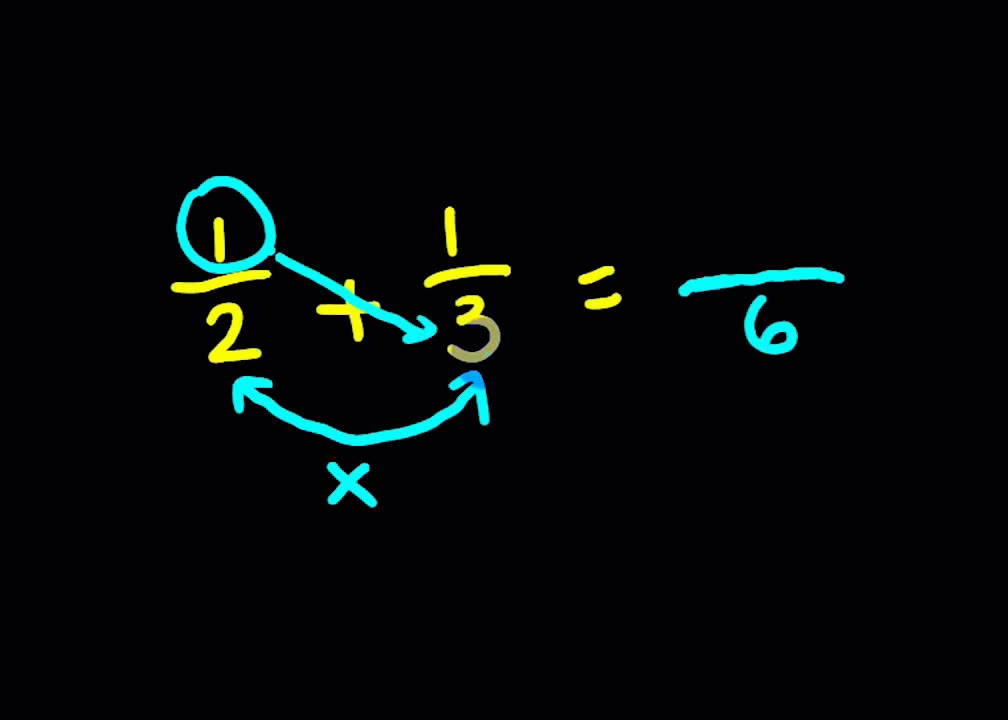 1/2 + 1/3 = /6
×